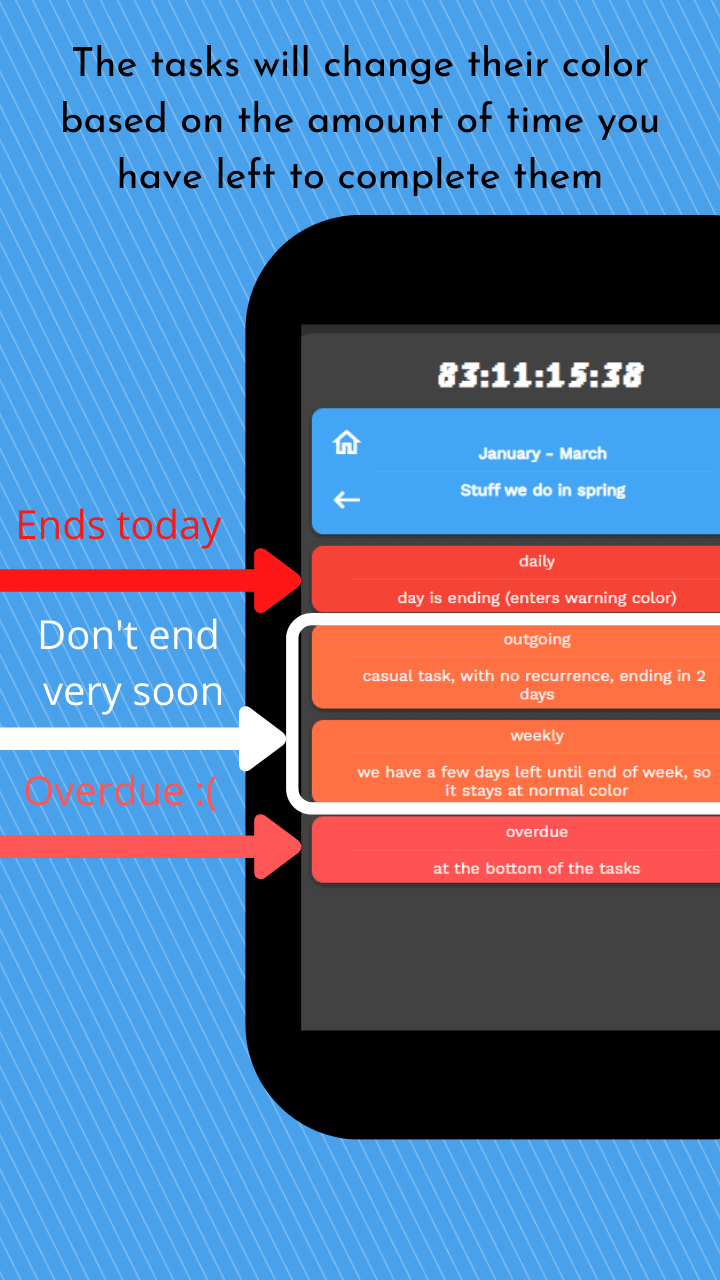 The tasks will change their color
based on the amount of time you
have left to complete them
83:11:15:38
January - March
Stuff we do in spring
Ends today
daily
day is ending (enters warning color)
Don't end
very soon
outgoing
casual task, with no recurrence, ending in 2
days
weekly
we have a few days left until end of week, so
it stays at normal color
Overdue :(
overdue
at the bottom of the tasks